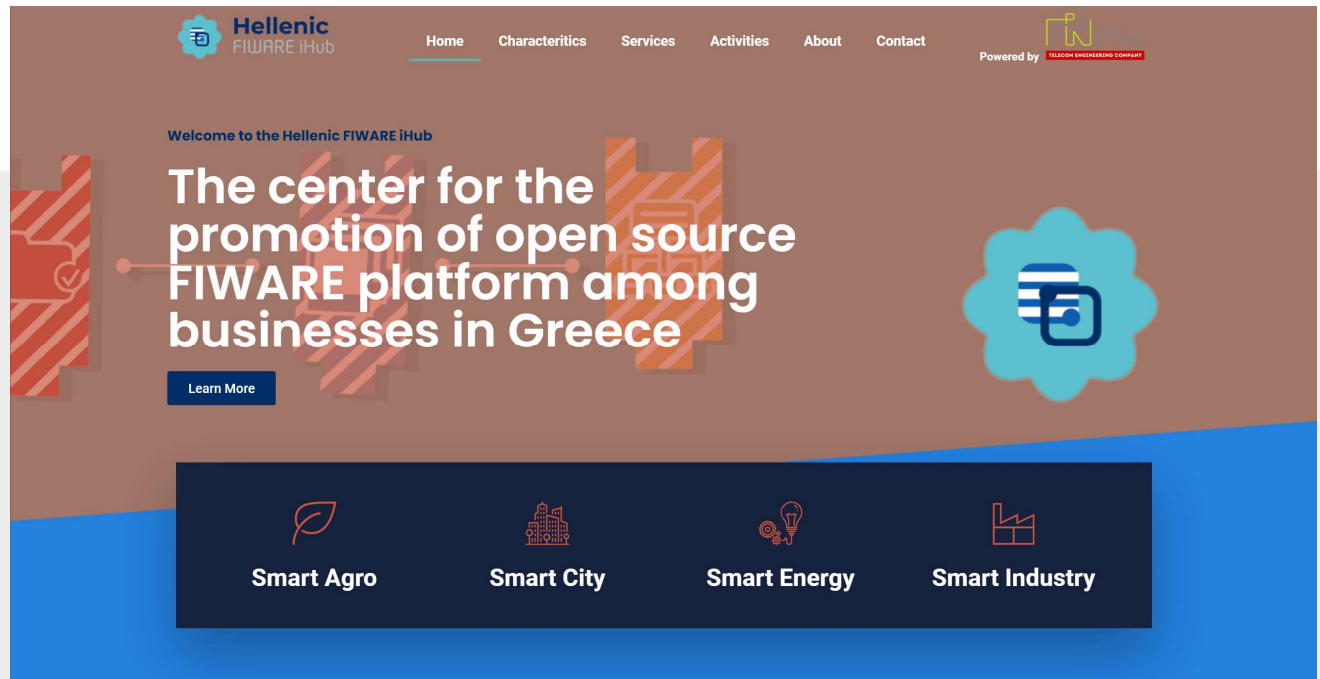 Hellenic
FIWARE iHub
Home Characteritics Services Activities About Contact
Powered by
TELECOM ENGINEERING COMPANY
Welcome to the Hellenic FIWARE iHub
The center for the
promotion of open source
FIWARE platform among
businesses in Greece
Learn More
Smart Agro Smart City Smart Energy Smart Industry